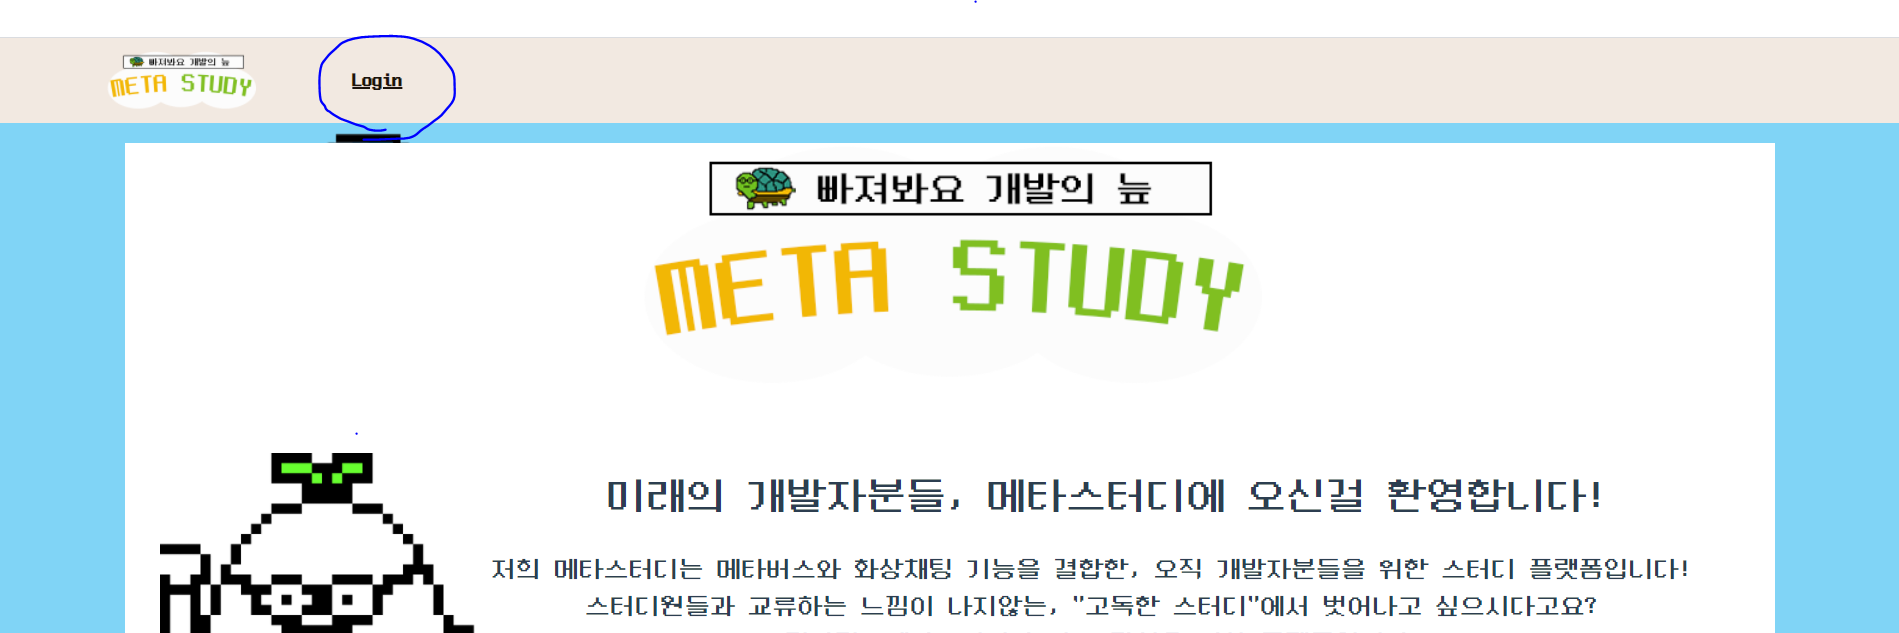 빠져봐요 개발의 늪
META STUDY
Login
빠져봐요 개발의 늪
META STUDY
미래의 개발자분들, 메타스터디에 오신걸 환영합니다!
저희 메타스터디는 메타버스와 화상채팅 기능을 결합한, 오직 개발자분들을 위한 스터디 플랫폼입니다!
스터디원들과 교류하는 느낌이 나지않는, "고독한 스터디"에서 벗어나고 싶으시다고요?